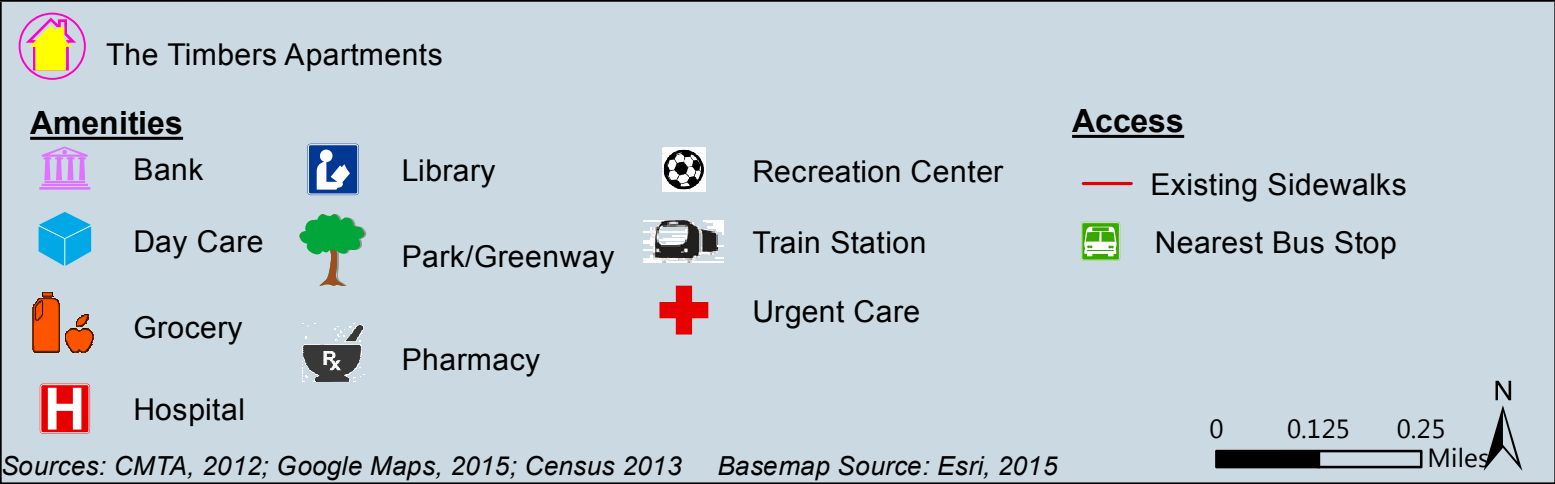 The Timbers Apartments
Amenities
Access
Bank
Library
Recreation Center
Existing Sidewalks
Day Care
Park/Greenway
Train Station
Nearest Bus Stop
Grocery
Pharmacy
Urgent Care
Rx
H
Hospital
N
0 0.125 0.25
Miles
Sources: CMTA, 2012; Google Maps, 2015; Census 2013 Basemap Source: Esri, 2015